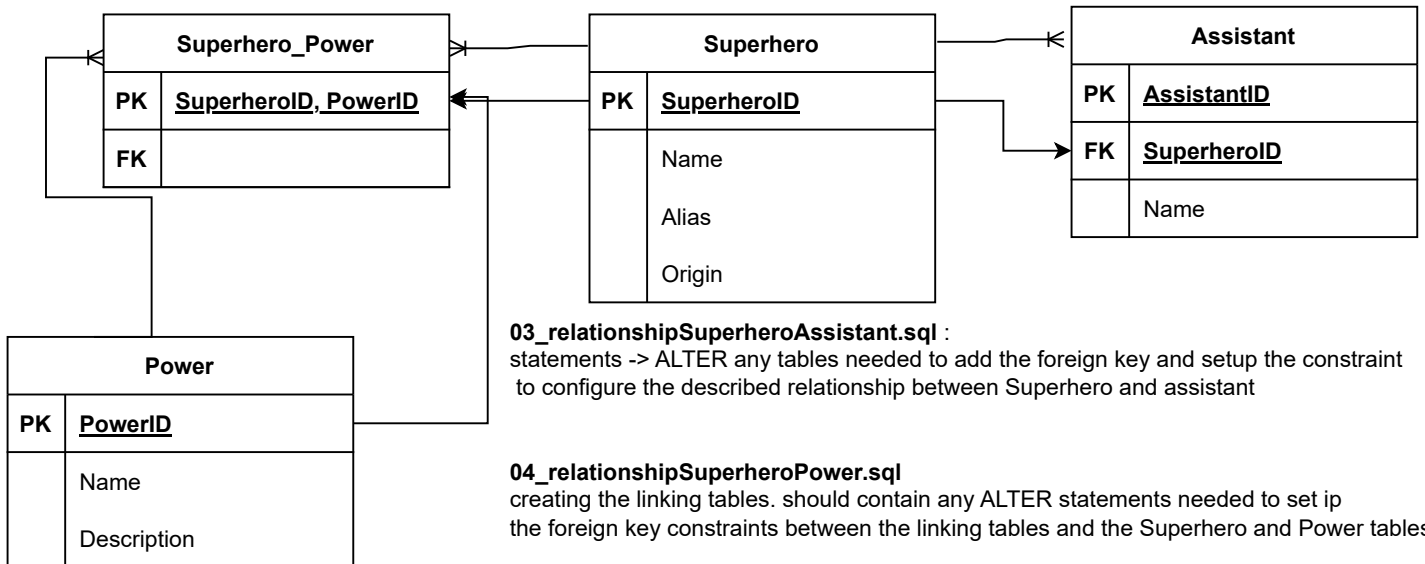 Superhero_Power
PK SuperheroID, PowerID
FK
Superhero
PK SuperheroID
Name
Alias
Origin
Assistant
PK AssistantID
FK SuperheroID
Name
Power
PK PowerID
Name
Description
03_relationshipSuperheroAssistant.sql :
statements -> ALTER any tables needed to add the foreign key and setup the constraint
to configure the described relationship between Superhero and assistant
04_relationshipSuperheroPower.sql
creating the linking tables. should contain any ALTER statements needed to set ip
the foreign key constraints between the linking tables and the Superhero and Power tables